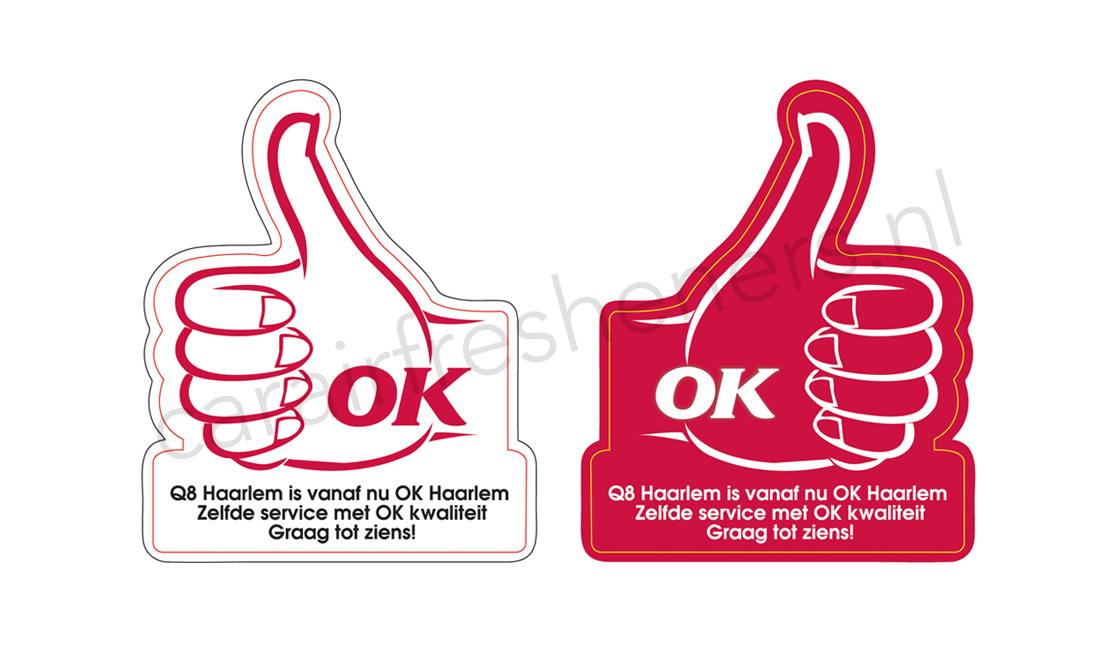 OK
Q8 Haarlem is vanaf nu OK Haarlem
Zelfde service met OK kwaliteit
Graag tot ziens!
OK
Q8 Haarlem is vanaf nu OK Haarlem
Zelfde service met OK kwaliteit
Graag tot ziens!
carairfresheners.nl